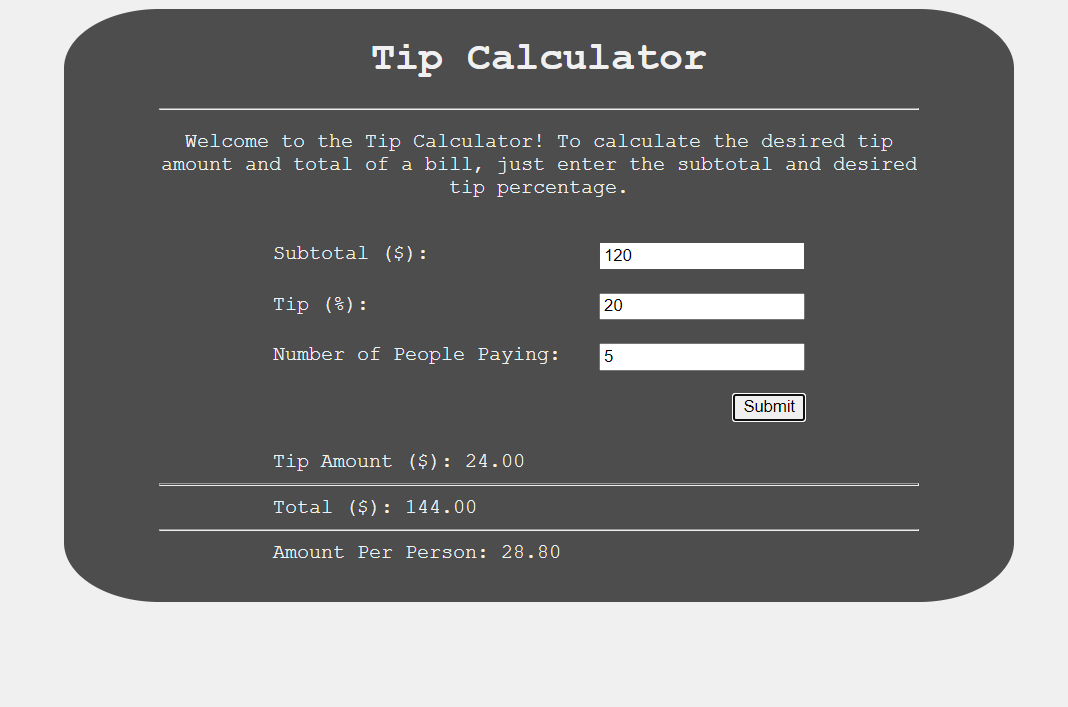 Tip Calculator
Welcome to the Tip Calculator! To calculate the desired tip
amount and total of a bill, just enter the subtotal and desired
tip percentage.
Subtotal ($): 120
Tip (%): 20
Number of People Paying: 5
Submit
Tip Amount ($): 24.00
Total ($): 144.00
Amount Per Person: 28.80